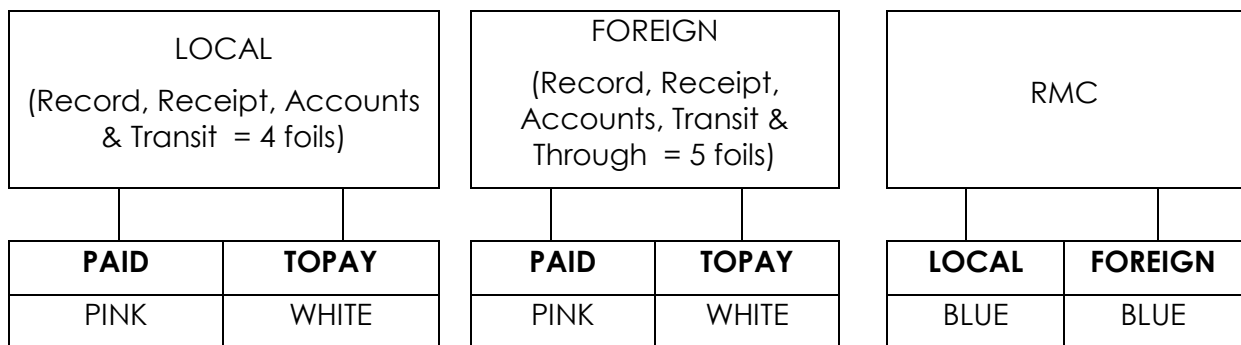 LOCAL
(Record, Receipt, Accounts
& Transit = 4 foils)
FOREIGN
(Record, Receipt,
Accounts, Transit &
Through = 5 foils)
RMC
PAID TOPAY
PINK WHITE
PAID TOPAY
PINK WHITE
LOCAL FOREIGN
BLUE BLUE